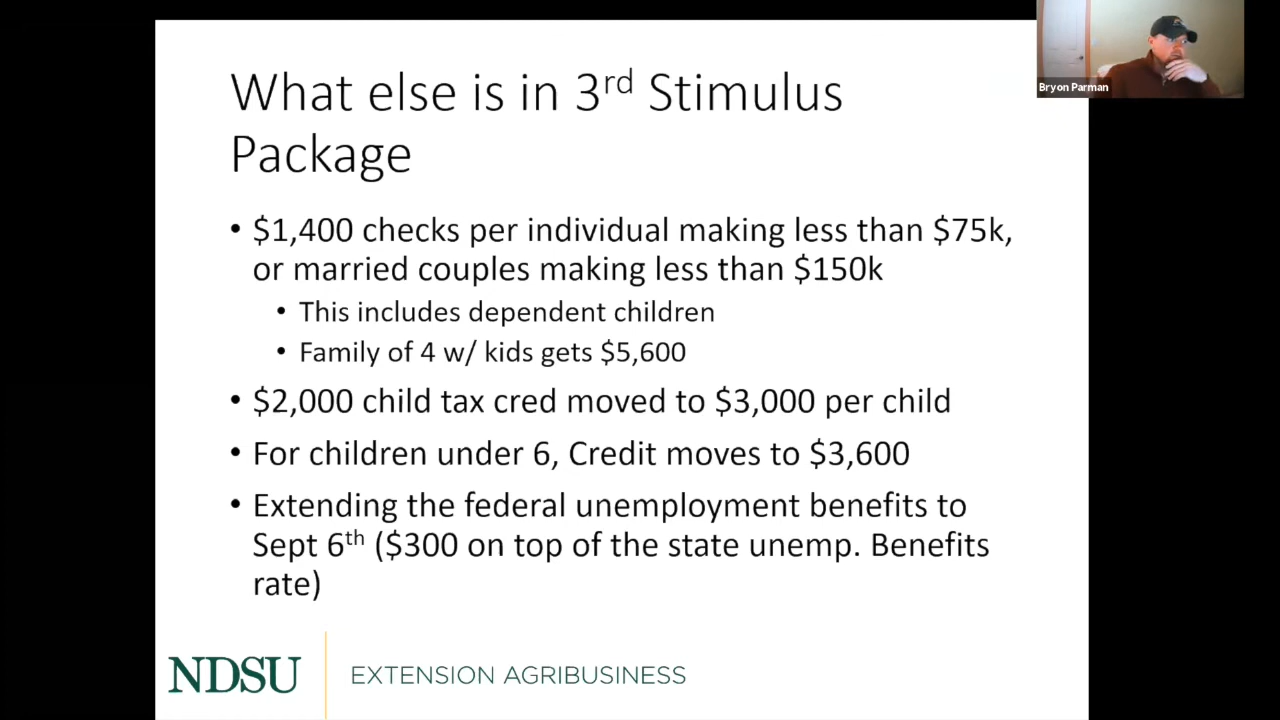 What else is in 3rd Stimulus
Package
• $1,400 checks per individual making less than $75k,
or married couples making less than $150k
• This includes dependent children
• Family of 4 w/ kids gets $5,600
• $2,000 child tax cred moved to $3,000 per child
• For children under 6, Credit moves to $3,600
• Extending the federal unemployment benefits to
Sept 6th ($300 on top of the state unemp. Benefits
rate)
NDSU
EXTENSION AGRIBUSINESS
Bryon Parman